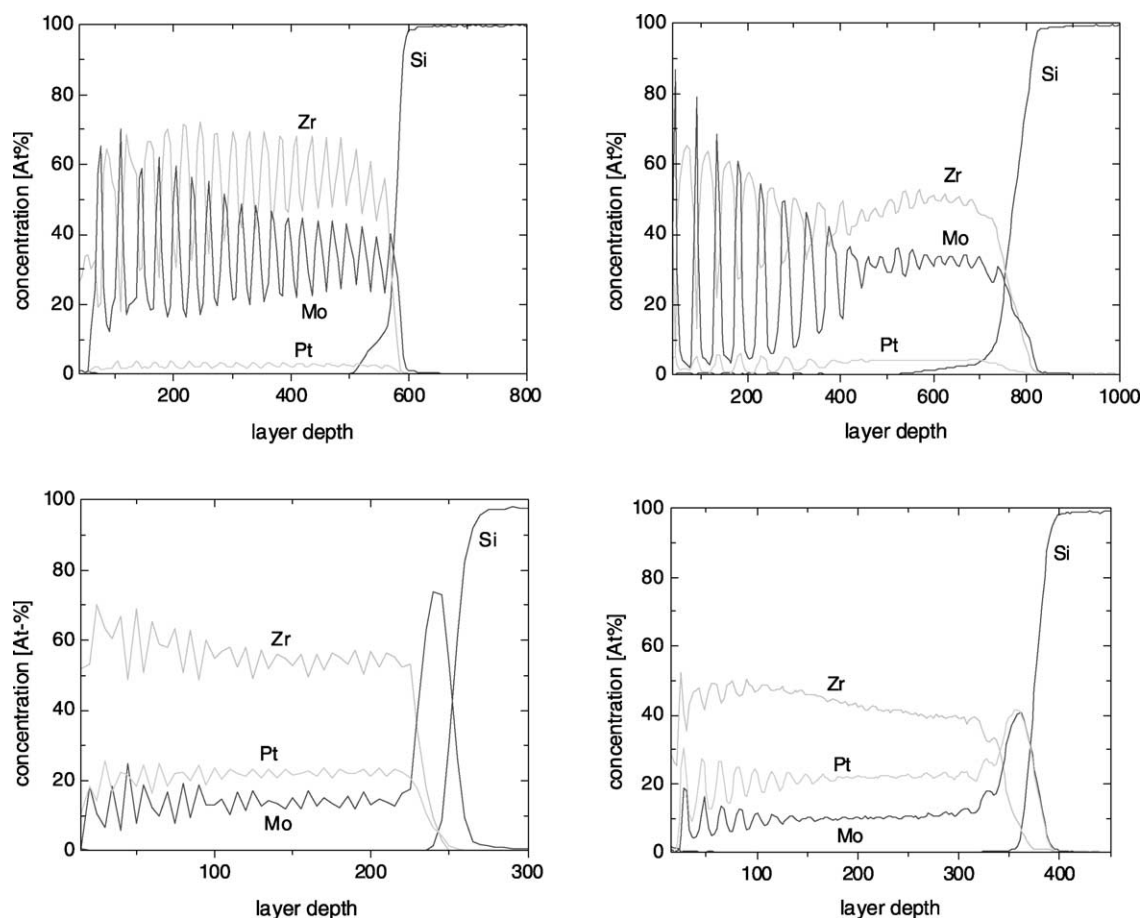 100
80
60
40
20
0
concentration [At%]
Zr
Mo
Pt
Si
200
400
600
800
layer depth
100
80
60
40
20
0
concentration [At%]
Zr
Mo
Pt
Si
200
400
600
800
1000
layer depth
100
80
60
40
20
0
concentration [At-%]
Zr
Pt
Mo
Si
100
200
300
layer depth
100
80
60
40
20
0
concentration [At%]
Zr
Pt
Mo
Si
100
200
300
400
layer depth